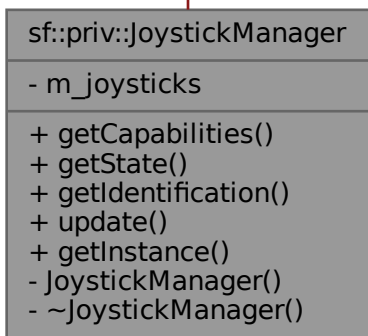 sf::priv::JoystickManager
- m_joysticks
+ getCapabilities()
+ getState()
+ getIdentification()
+ update()
+ getInstance()
- JoystickManager()
- ~JoystickManager()